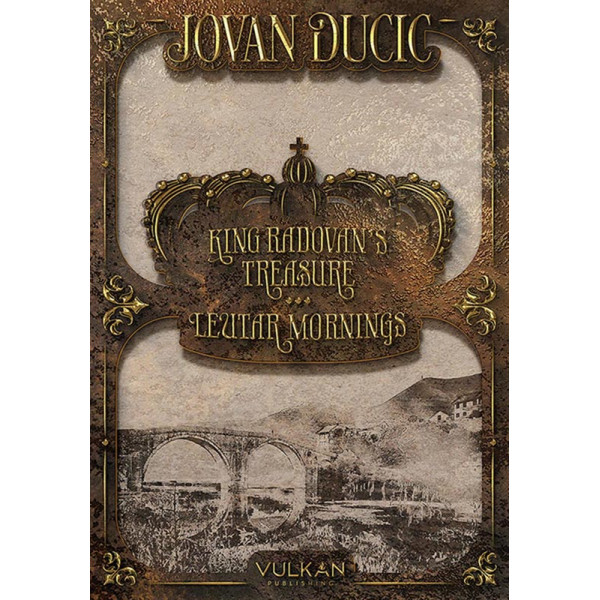 JOVAN DUCIC
KING RADOVAN'S
TREASURE
...
LEUTAR MORNINGS
VULKAN
PUBLISHING